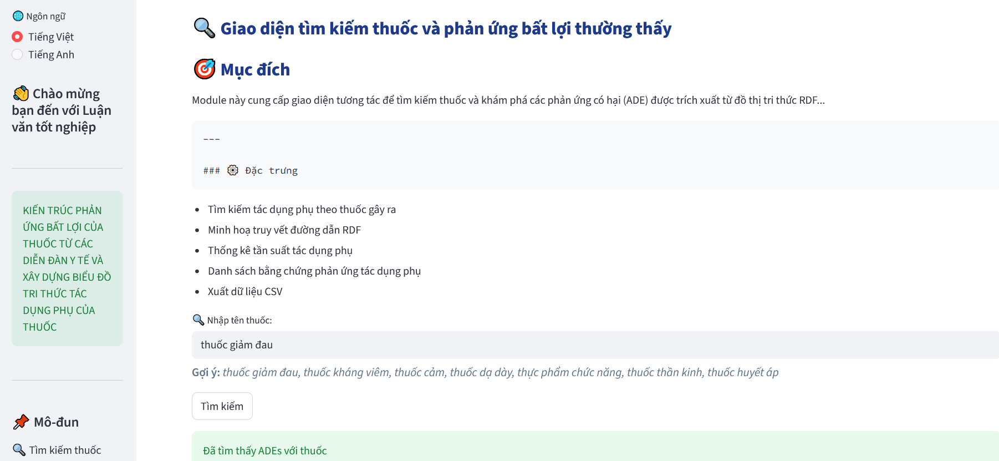 Ngôn ngữ
Tiếng Việt
Tiếng Anh
Chào mừng
bạn đến với Luận
văn tốt nghiệp
KIẾN TRÚC PHẢN
ỨNG BẤT LỢI CỦA
THUỐC TỪ CÁC
DIỄN ĐÀN Y TẾ VÀ
XÂY DỰNG BIỂU ĐỒ
TRI THỨC TÁC
DỤNG PHỤ CỦA
THUỐC
Mô-đun
Tìm kiếm thuốc
Giao diện tìm kiếm thuốc và phản ứng bất lợi thường thấy
Mục đích
Module này cung cấp giao diện tương tác để tìm kiếm thuốc và khám phá các phản ứng có hại (ADE) được trích xuất từ đồ thị tri thức RDF...
---
### ⚙️ Đặc trưng
Tìm kiếm tác dụng phụ theo thuốc gây ra
Minh hoạ truy vết đường dẫn RDF
Thống kê tần suất tác dụng phụ
Danh sách bằng chứng phản ứng tác dụng phụ
Xuất dữ liệu CSV
Nhập tên thuốc:
thuốc giảm đau
Gợi ý: thuốc giảm đau, thuốc kháng viêm, thuốc cảm, thuốc dạ dày, thực phẩm chức năng, thuốc thần kinh, thuốc huyết áp
Tìm kiếm
Đã tìm thấy ADEs với thuốc